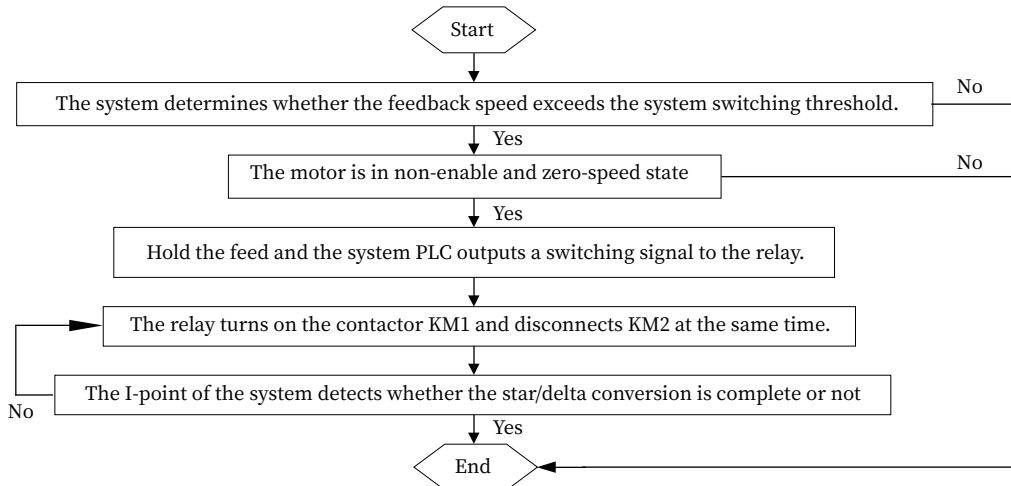 Start
The system determines whether the feedback speed exceeds the system switching threshold.
No
Yes
The motor is in non-enable and zero-speed state
No
Yes
Hold the feed and the system PLC outputs a switching signal to the relay.
The relay turns on the contactor KM1 and disconnects KM2 at the same time.
The I-point of the system detects whether the star/delta conversion is complete or not
No
Yes
End